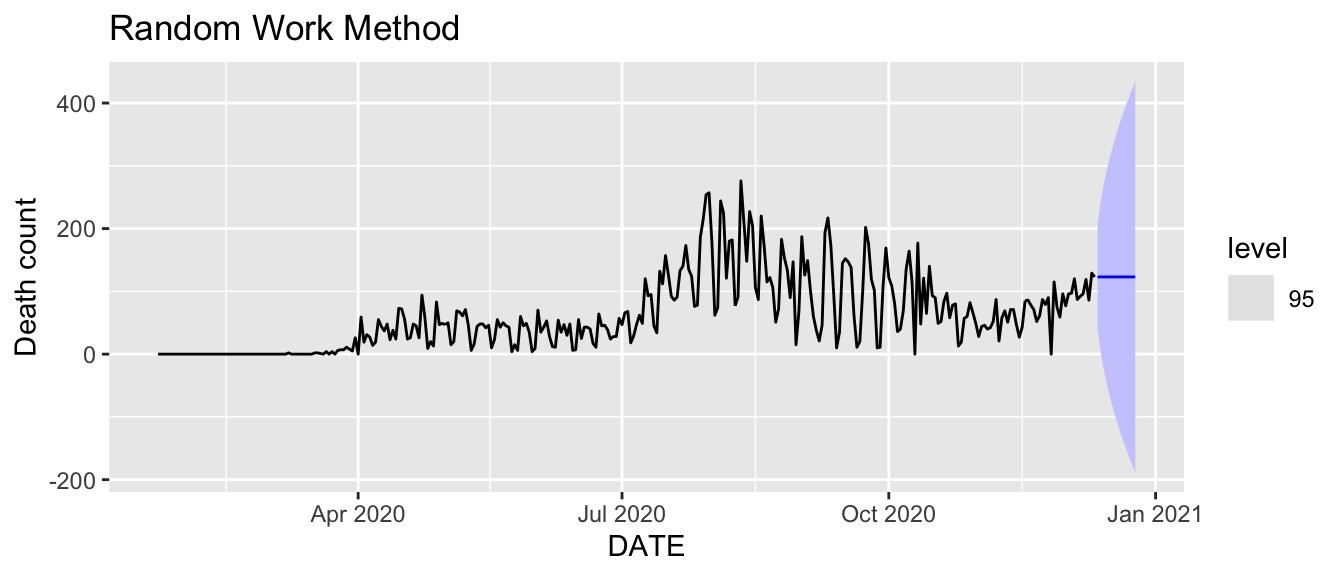 Random Work Method
400
200
0
-200
Death count
Apr 2020
Jul 2020
Oct 2020
Jan 2021
DATE
level
95